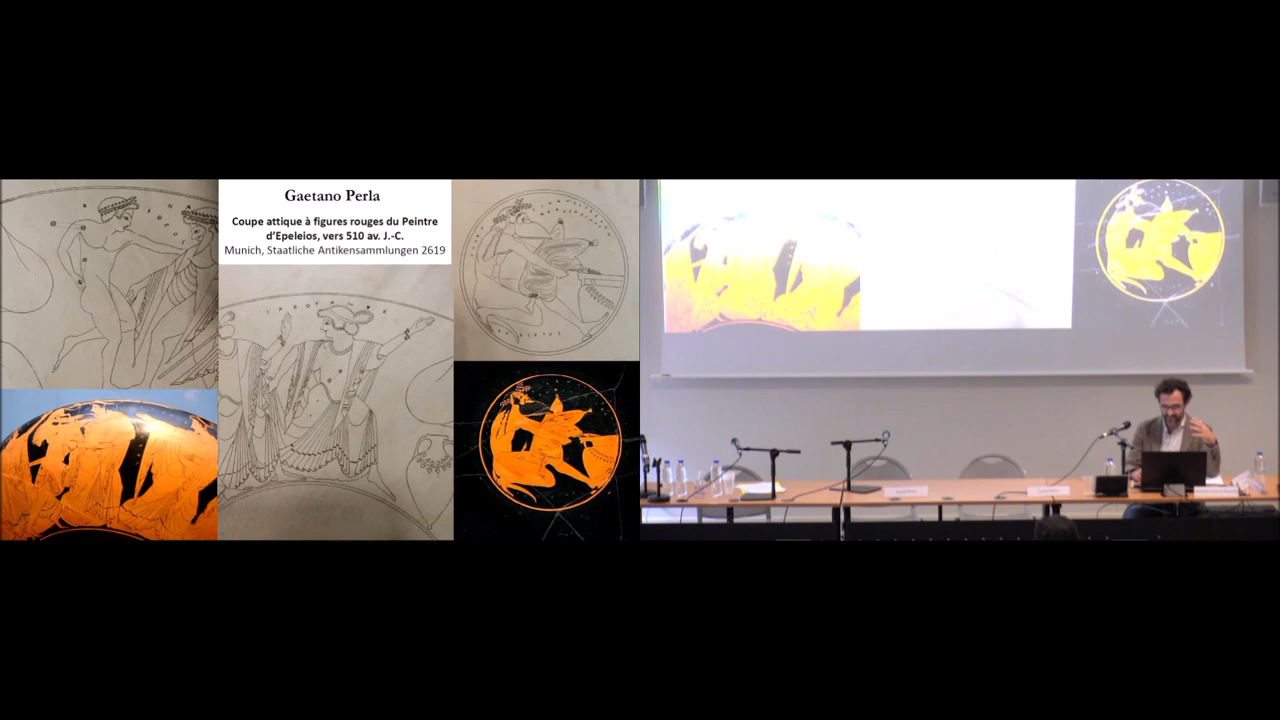 Gaetano Perla
Coupe attique à figures rouges du Peintre
d’Epeleios, vers 510 av. J.-C.
Munich, Staatliche Antikensammlungen 2619